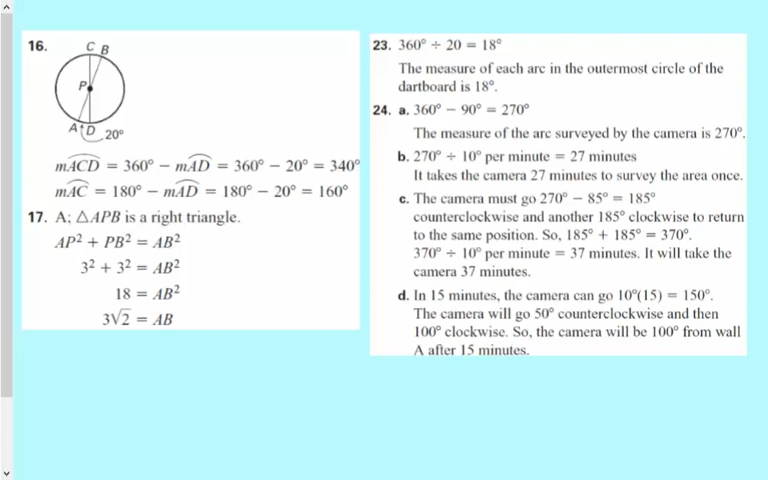 16.
C B
P
A D 20°
mACD = 360° − mAD = 360° − 20° = 340°
mAC = 180° − mAD = 180° − 20° = 160°
17. A; △APB is a right triangle.
AP² + PB² = AB²
3² + 3² = AB²
18 = AB²
3√2 = AB
23. 360° ÷ 20 = 18°
The measure of each arc in the outermost circle of the
dartboard is 18°.
24. a. 360° − 90° = 270°
The measure of the arc surveyed by the camera is 270°.
b. 270° ÷ 10° per minute = 27 minutes
It takes the camera 27 minutes to survey the area once.
c. The camera must go 270° − 85° = 185°
counterclockwise and another 185° clockwise to return
to the same position. So, 185° + 185° = 370°.
370° ÷ 10° per minute = 37 minutes. It will take the
camera 37 minutes.
d. In 15 minutes, the camera can go 10°(15) = 150°.
The camera will go 50° counterclockwise and then
100° clockwise. So, the camera will be 100° from wall
A after 15 minutes.